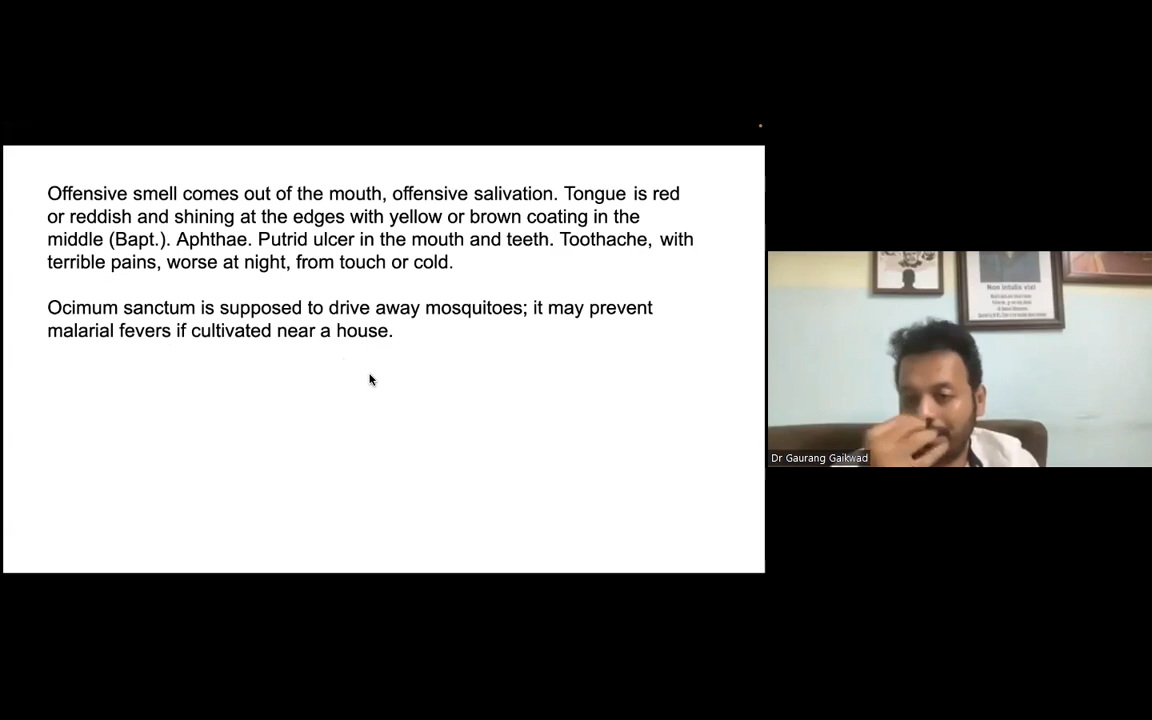 Offensive smell comes out of the mouth, offensive salivation. Tongue is red
or reddish and shining at the edges with yellow or brown coating in the
middle (Bapt.). Aphthae. Putrid ulcer in the mouth and teeth. Toothache, with
terrible pains, worse at night, from touch or cold.
Ocimum sanctum is supposed to drive away mosquitoes; it may prevent
malarial fevers if cultivated near a house.
Non inutilis vixi
Dr Gaurang Gaikwad